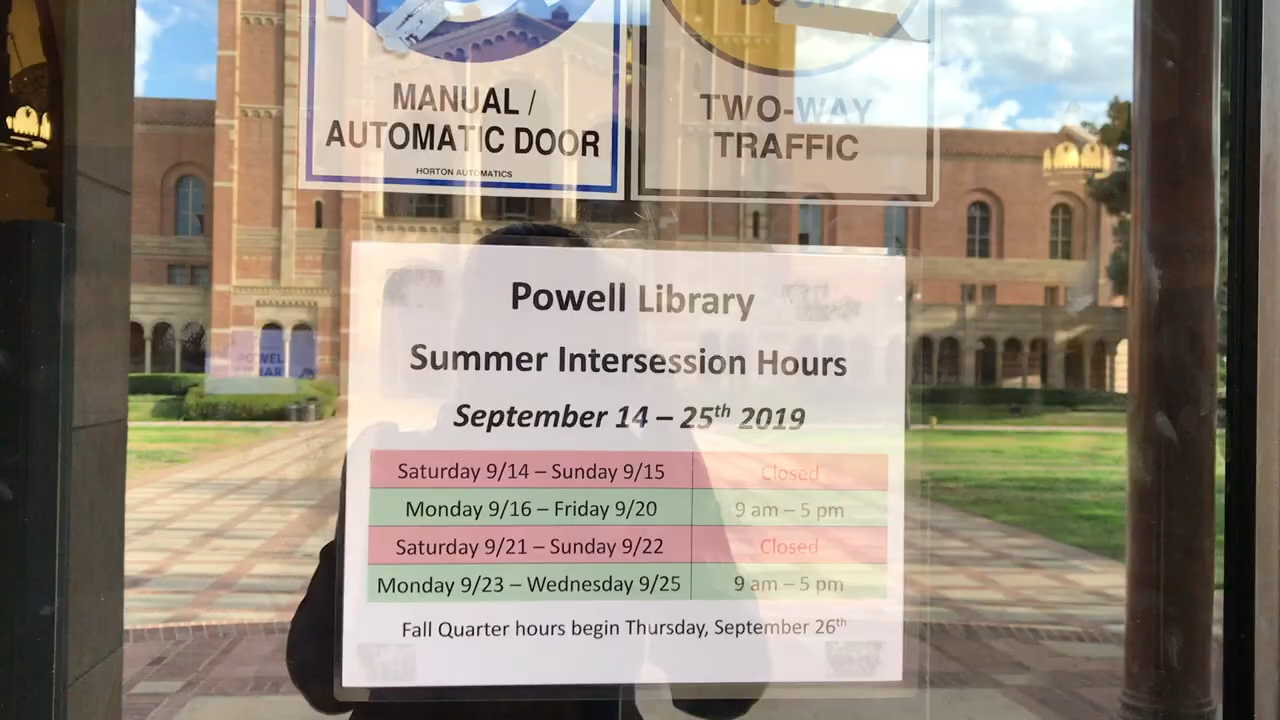 DOOR
MANUAL /
AUTOMATIC DOOR
HORTON AUTOMATICS
TWO-WAY
TRAFFIC
Powell Library
Summer Intersession Hours
September 14 – 25th 2019
Saturday 9/14 – Sunday 9/15 Closed
Monday 9/16 – Friday 9/20 9 am – 5 pm
Saturday 9/21 – Sunday 9/22 Closed
Monday 9/23 – Wednesday 9/25 9 am – 5 pm
Fall Quarter hours begin Thursday, September 26th